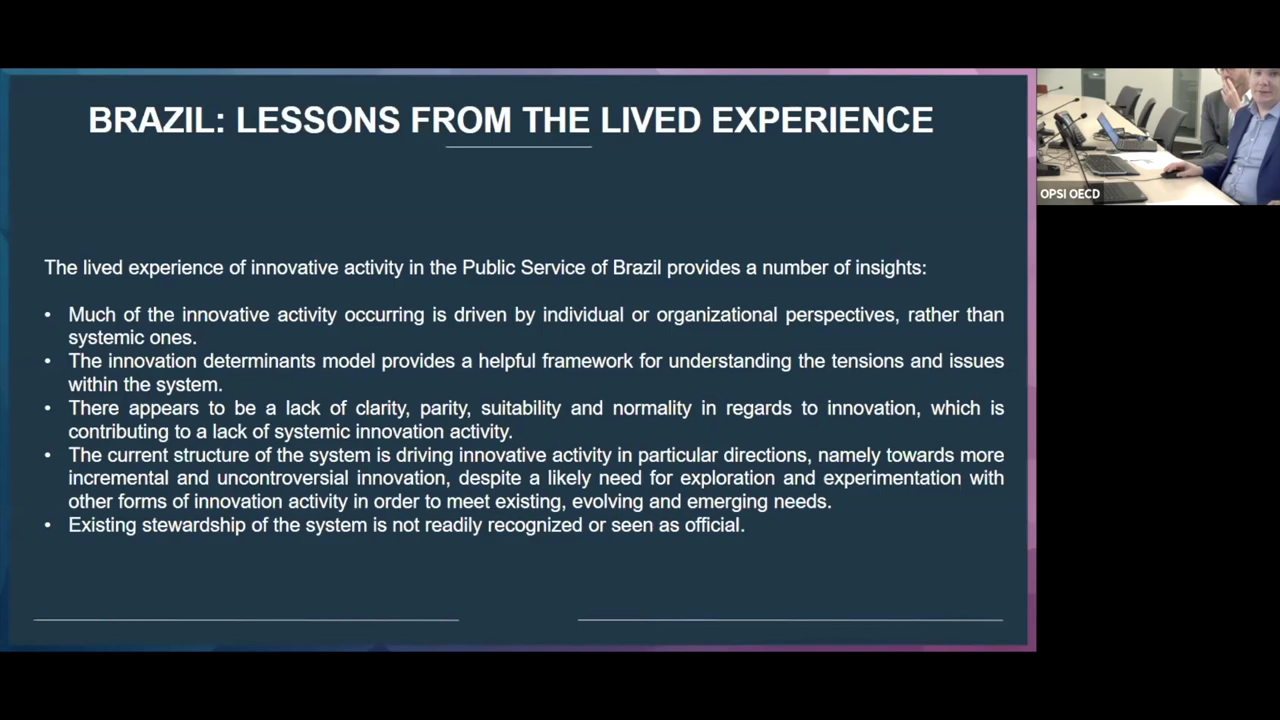 BRAZIL: LESSONS FROM THE LIVED EXPERIENCE
OPSI OECD
The lived experience of innovative activity in the Public Service of Brazil provides a number of insights:
• Much of the innovative activity occurring is driven by individual or organizational perspectives, rather than
systemic ones.
• The innovation determinants model provides a helpful framework for understanding the tensions and issues
within the system.
• There appears to be a lack of clarity, parity, suitability and normality in regards to innovation, which is
contributing to a lack of systemic innovation activity.
• The current structure of the system is driving innovative activity in particular directions, namely towards more
incremental and uncontroversial innovation, despite a likely need for exploration and experimentation with
other forms of innovation activity in order to meet existing, evolving and emerging needs.
• Existing stewardship of the system is not readily recognized or seen as official.